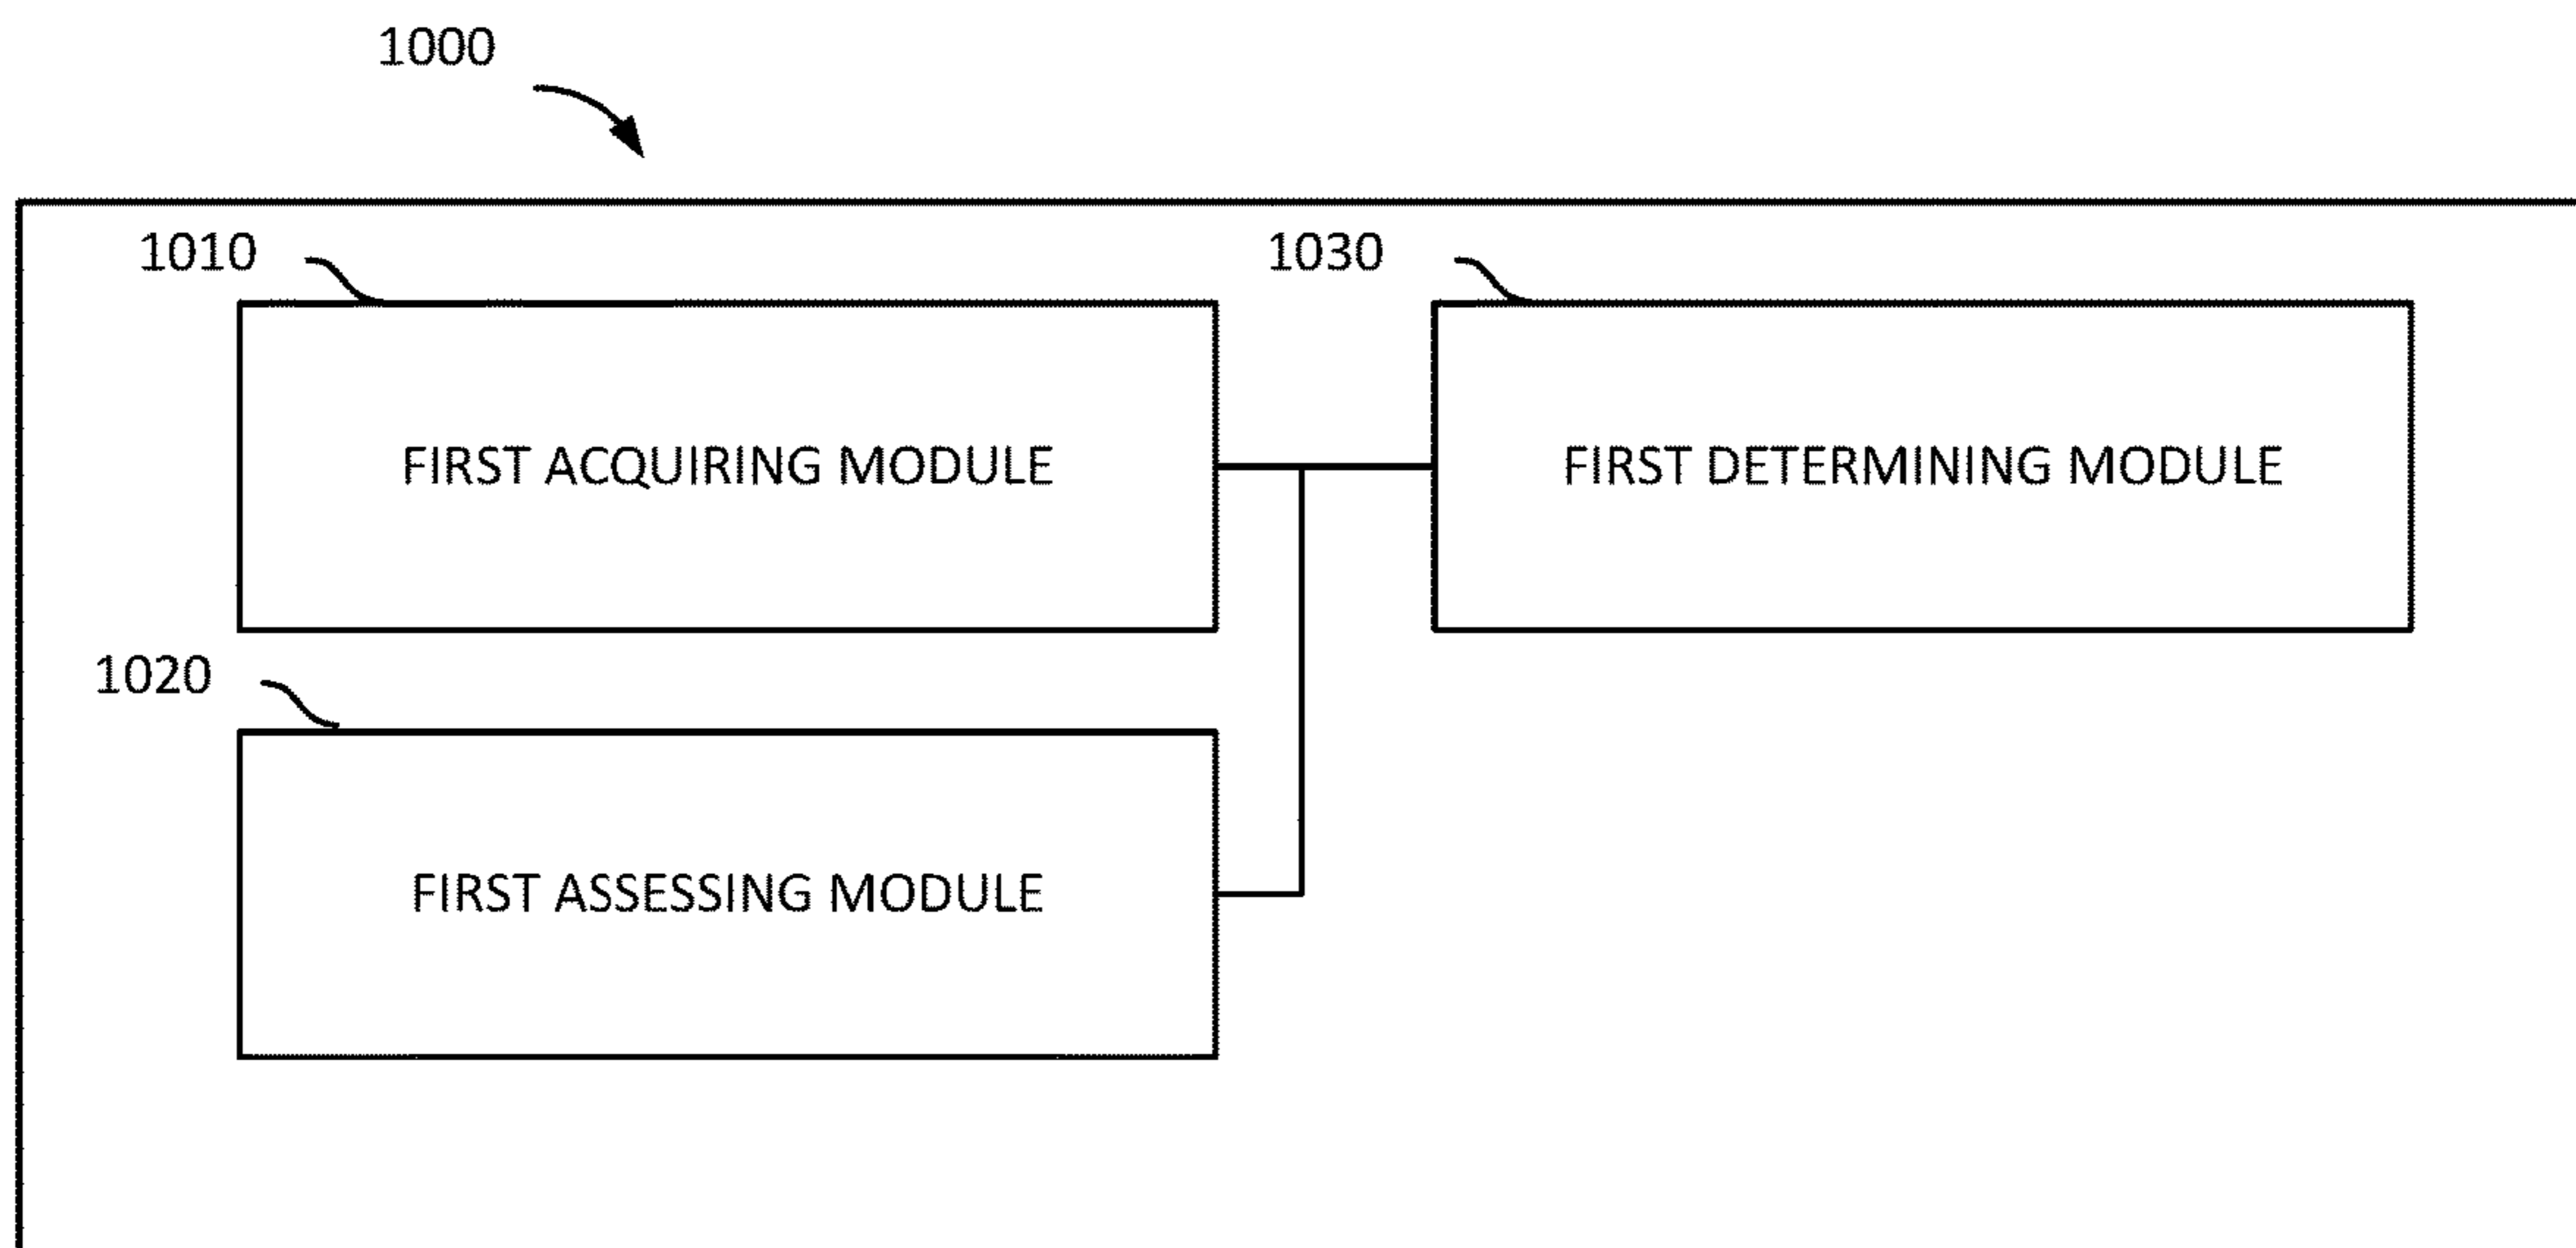 1000
1010
1030
FIRST ACQUIRING MODULE
FIRST DETERMINING MODULE
1020
FIRST ASSESSING MODULE